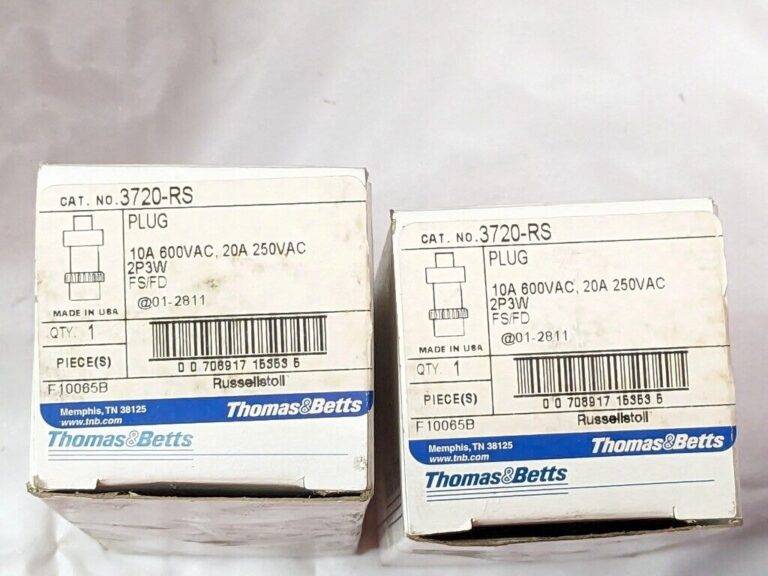 CAT. NO. 3720-RS
PLUG
10A 600VAC, 20A 250VAC
2P3W
FS/FD
@01-2811
MADE IN USA
QTY. 1
PIECE(S)
0 0 706917 15353 5
F10065B
Russellstoll
Memphis, TN 38125
www.tnb.com
Thomas&Betts
Thomas&Betts
CAT. NO. 3720-RS
PLUG
10A 600VAC, 20A 250VAC
2P3W
FS/FD
@01-2811
MADE IN USA
QTY. 1
PIECE(S)
0 0 706917 15353 5
F10065B
Russellstoll
Memphis, TN 38125
www.tnb.com
Thomas&Betts
Thomas&Betts